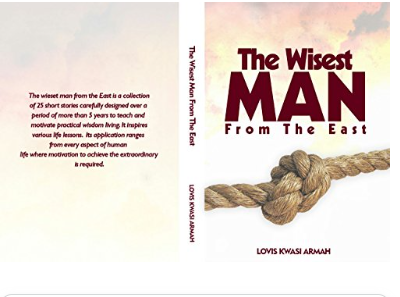 The wisest man from the East is a collection
of 25 short stories carefully designed over a
period of more than 5 years to teach and
motivate practical wisdom living. It inspires
various life lessons. Its application ranges
from every aspect of human
life where motivation to achieve the extraordinary
is required.
The Wisest Man From The East
LOVIS KWASI ARMAH
The Wisest
MAN
From The East
LOVIS KWASI ARMAH